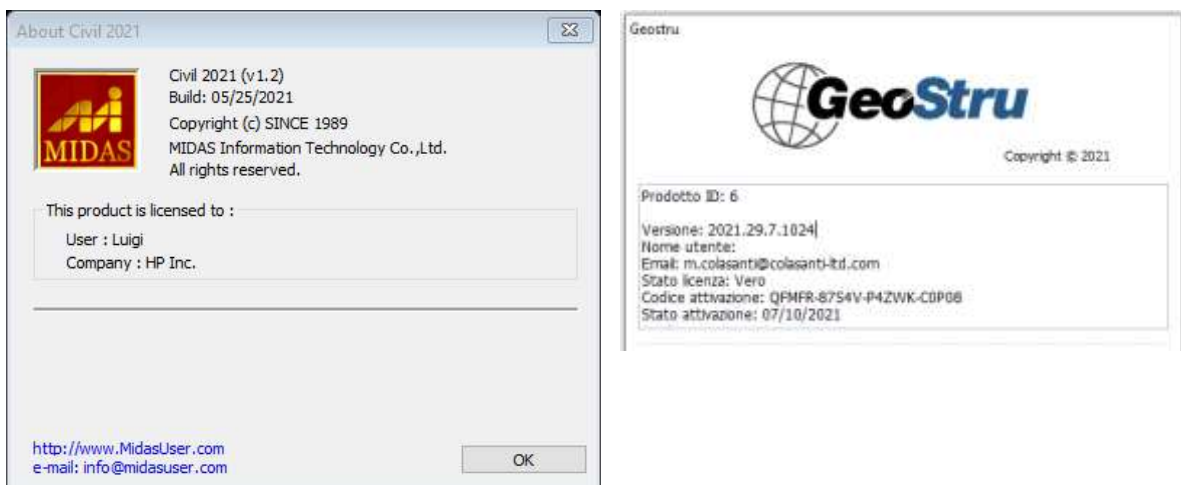 About Civil 2021
MIDAS
Civil 2021 (v1.2)
Build: 05/25/2021
Copyright (c) SINCE 1989
MIDAS Information Technology Co.,Ltd.
All rights reserved.
This product is licensed to :
User : Luigi
Company : HP Inc.
http://www.MidasUser.com
e-mail: info@midasuser.com
OK
Geostru
GeoStru
Copyright © 2021
Prodotto ID: 6
Versione: 2021.29.7.1024
Nome utente:
Email: m.colasanti@colasanti-ltd.com
Stato licenza: Vero
Codice attivazione: QFMFR-87S4V-P4ZWK-C0P08
Stato attivazione: 07/10/2021